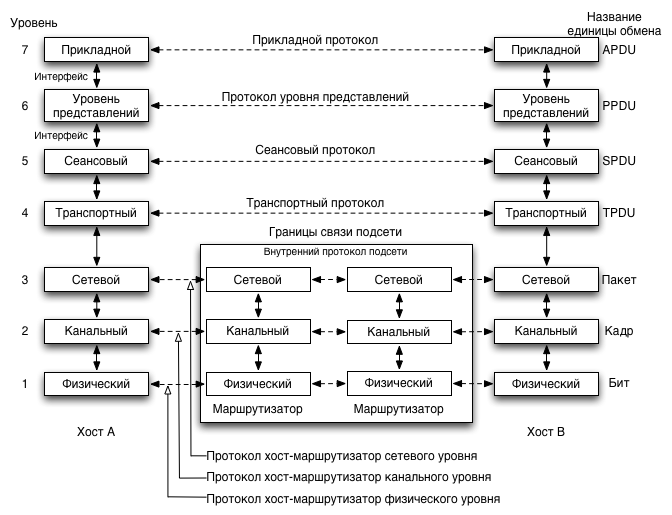 Уровень
Название
единицы обмена
7
Прикладной
Прикладной протокол
Прикладной
APDU
Интерфейс
6
Уровень
представлений
Протокол уровня представлений
Уровень
представлений
PPDU
Интерфейс
5
Сеансовый
Сеансовый протокол
Сеансовый
SPDU
4
Транспортный
Транспортный протокол
Транспортный
TPDU
Границы связи подсети
Внутренний протокол подсети
3
Сетевой
Сетевой
Сетевой
Сетевой
Пакет
2
Канальный
Канальный
Канальный
Канальный
Кадр
1
Физический
Физический
Физический
Физический
Бит
Маршрутизатор
Маршрутизатор
Хост A
Хост B
Протокол хост-маршрутизатор сетевого уровня
Протокол хост-маршрутизатор канального уровня
Протокол хост-маршрутизатор физического уровня